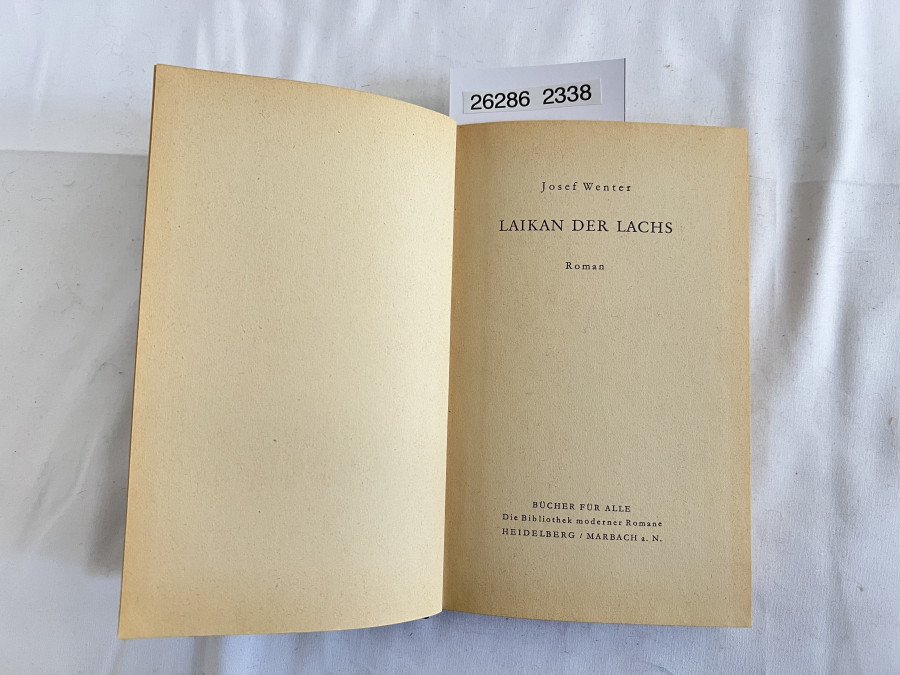 26286 2338
Josef Wenter
LAIKAN DER LACHS
Roman
BÜCHER FÜR ALLE
Die Bibliothek moderner Romane
HEIDELBERG / MARBACH a. N.